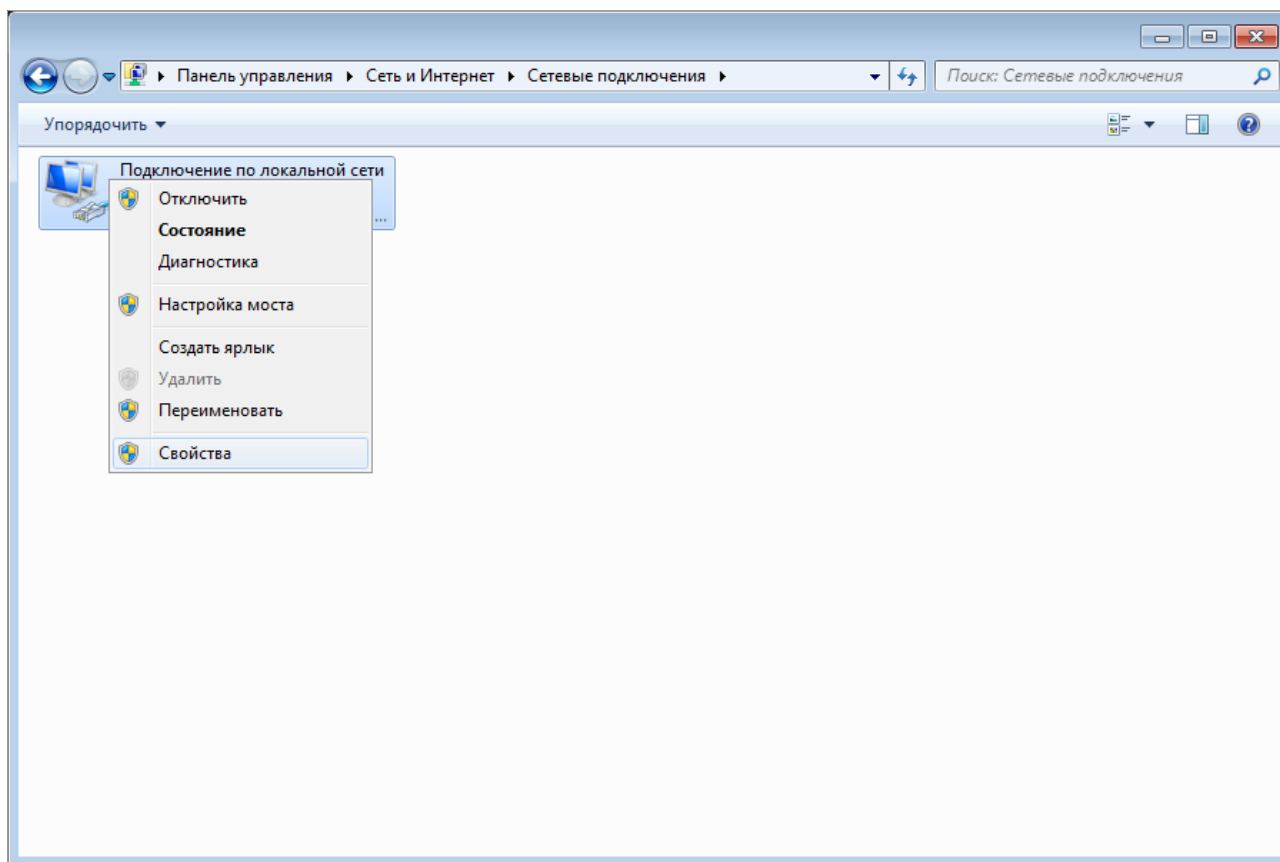 Панель управления ▸ Сеть и Интернет ▸ Сетевые подключения ▸
Поиск: Сетевые подключения
Упорядочить
Подключение по локальной сети
...
Отключить
Состояние
Диагностика
Настройка моста
Создать ярлык
Удалить
Переименовать
Свойства